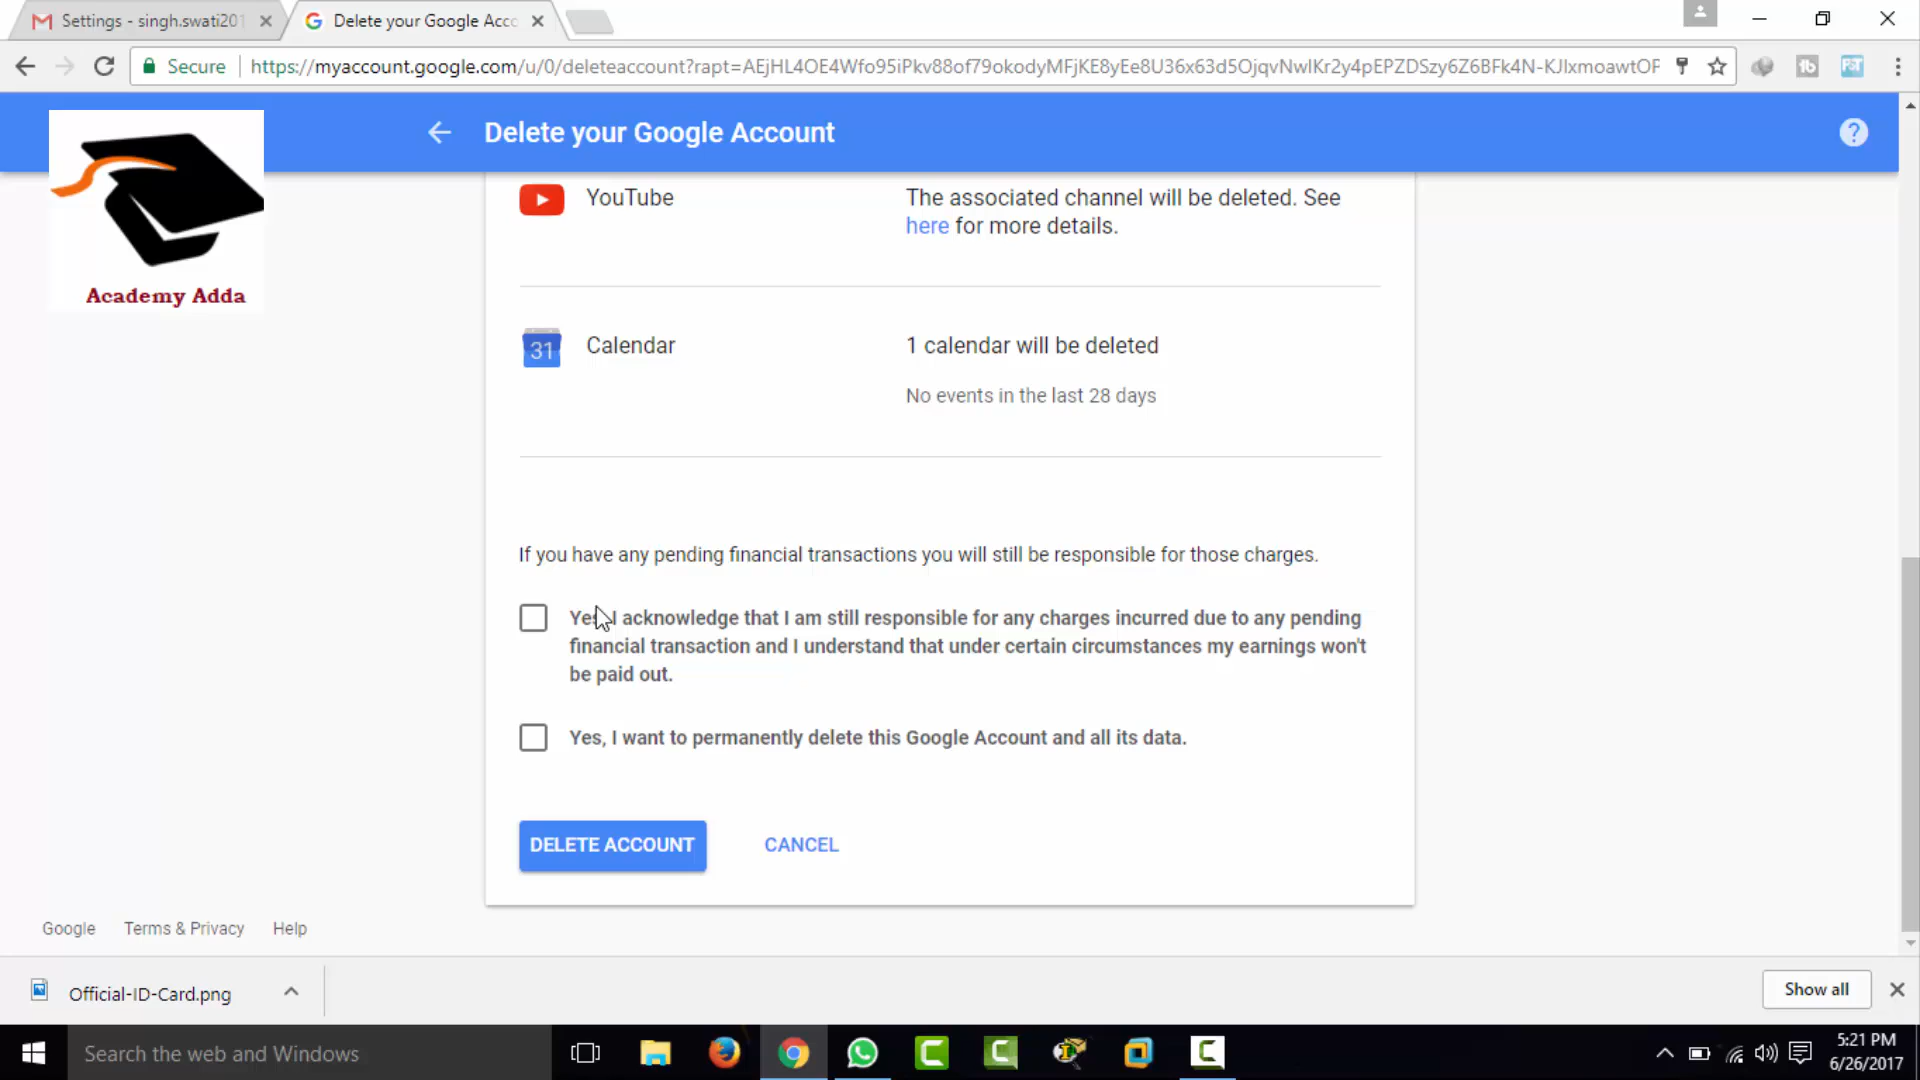 Settings - singh.swati201
Delete your Google Acco
Secure
https://myaccount.google.com/u/0/deleteaccount?rapt=AEjHL4OE4Wfo95iPkv88of79okodyMFjKE8yEe8U36x63d5OjqvNwlKr2y4pEPZDSzy6Z6BFk4N-KJlxmoawtOF
Delete your Google Account
?
Academy Adda
YouTube
The associated channel will be deleted. See
here for more details.
31
Calendar
1 calendar will be deleted
No events in the last 28 days
If you have any pending financial transactions you will still be responsible for those charges.
Yes, I acknowledge that I am still responsible for any charges incurred due to any pending
financial transaction and I understand that under certain circumstances my earnings won't
be paid out.
Yes, I want to permanently delete this Google Account and all its data.
DELETE ACCOUNT
CANCEL
Google
Terms & Privacy
Help
Official-ID-Card.png
Show all
Search the web and Windows
5:21 PM
6/26/2017